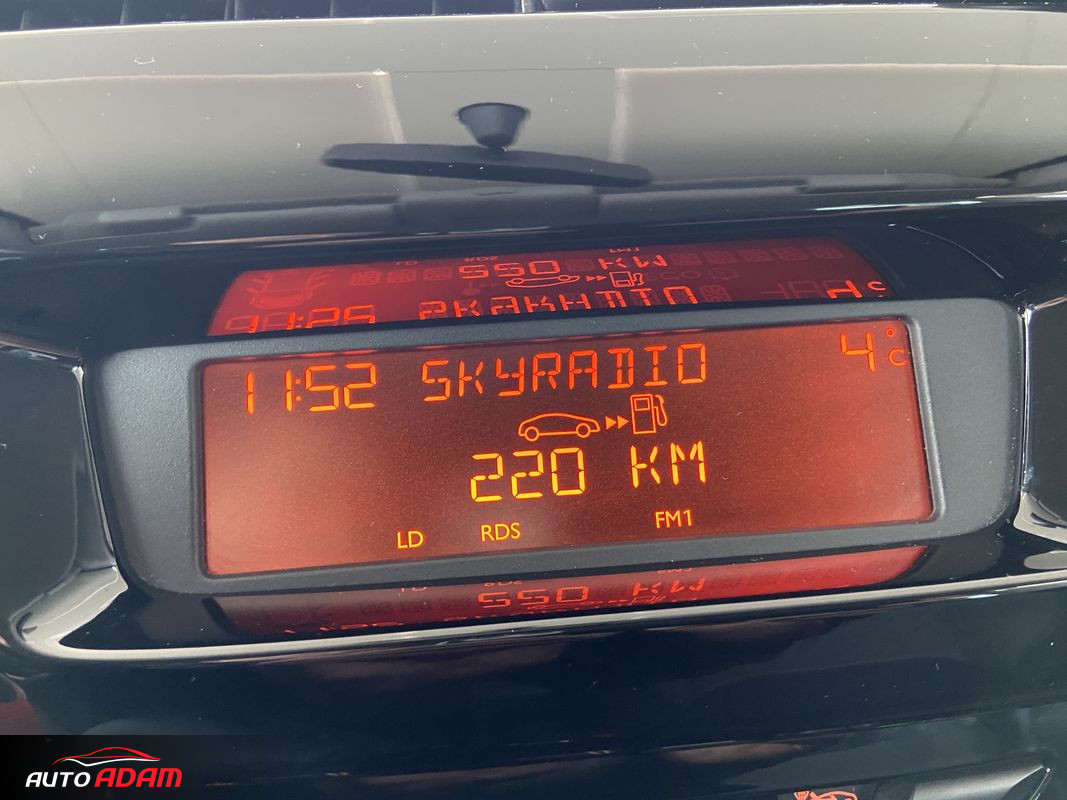 11:52 SKYRADIO 4°C
220 KM
LD RDS FM1
AUTO ADAM